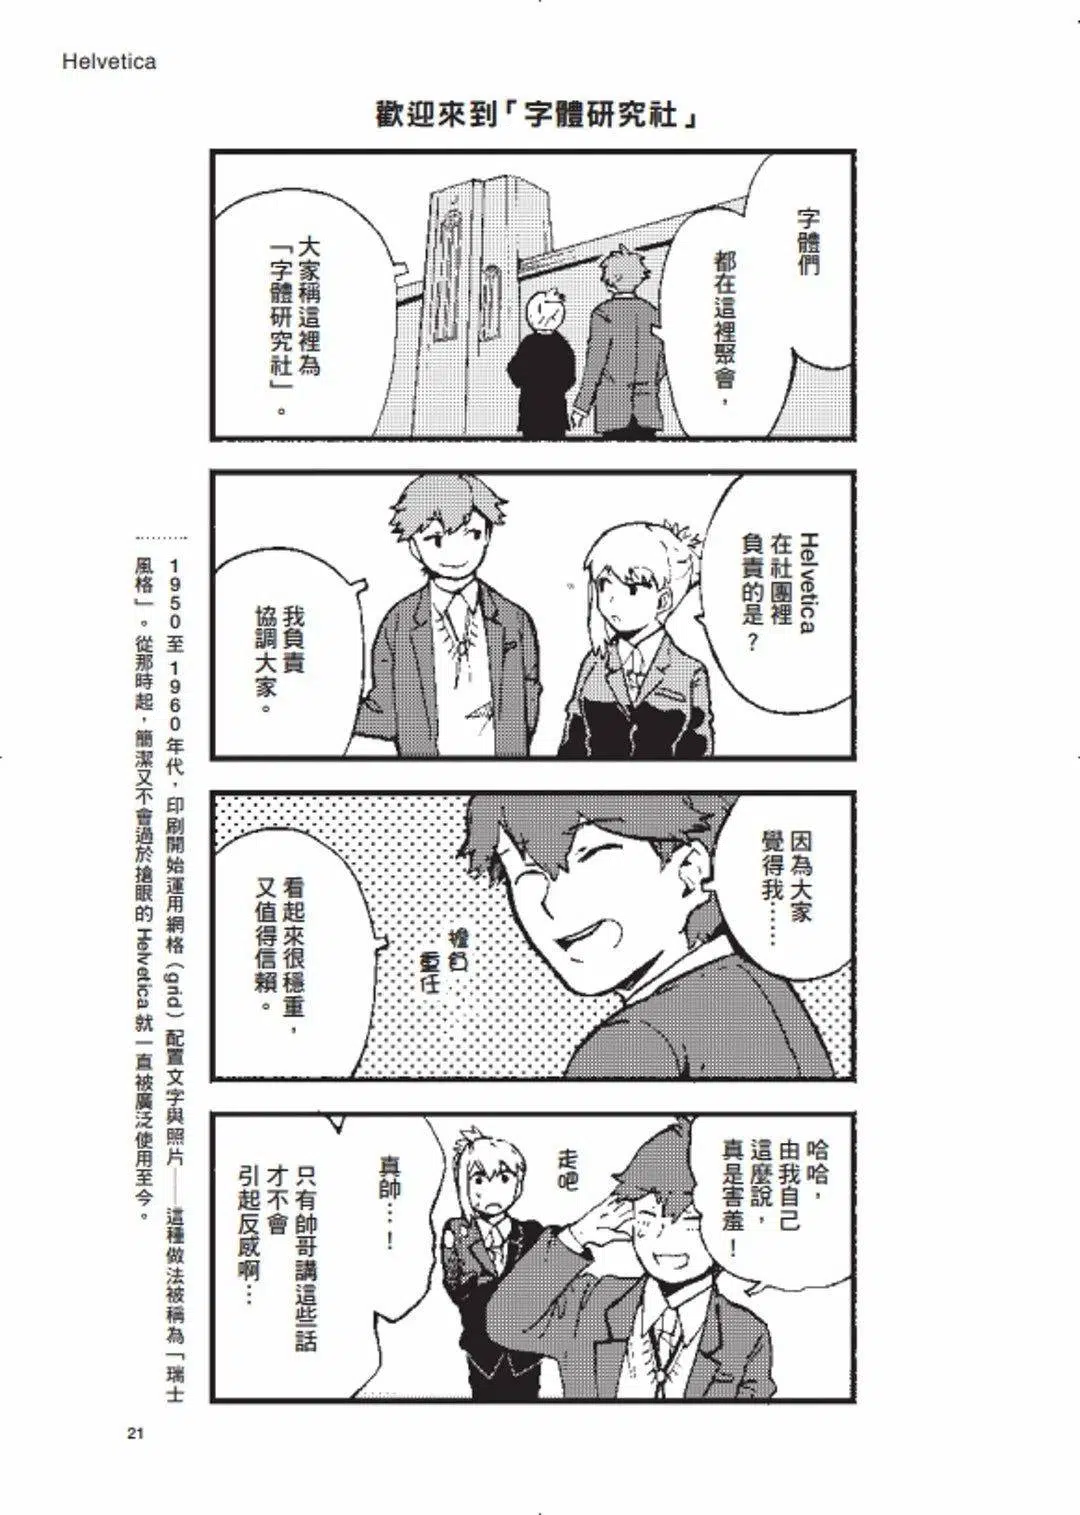 Helvetica
歡迎來到「字體研究社」
字體們
都在這裡聚會，
大家稱這裡為
「字體研究社」。
Helvetica
在社團裡
負責的是？
我負責
協調大家。
因為大家
覺得我……
擔負
重任
看起來很穩重，
又值得信賴。
哈哈，
由我自己
這麼說，
真是害羞！
走吧
真帥…！
只有帥哥講這些話
才不會
引起反感啊…
1950至1960年代，印刷開始運用網格（grid）配置文字與照片——這種做法被稱為「瑞士
風格」。從那時起，簡潔又不會過於搶眼的Helvetica就一直被廣泛使用至今。
21